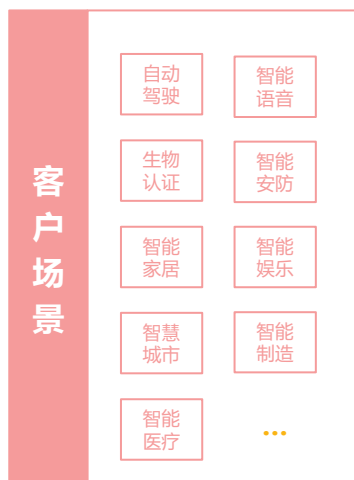 客
户
场
景
自动
驾驶
智能
语音
生物
认证
智能
安防
智能
家居
智能
娱乐
智慧
城市
智能
制造
智能
医疗
...